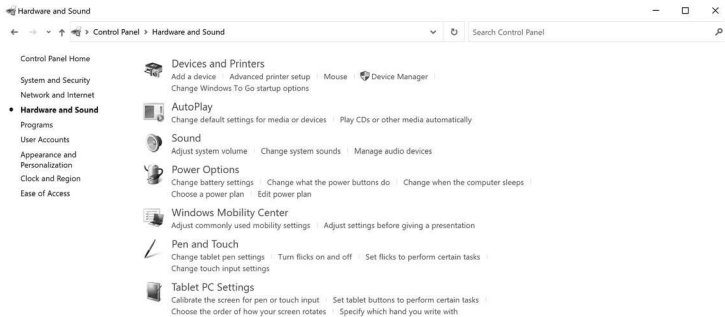 Hardware and Sound
Control Panel > Hardware and Sound
Search Control Panel
Control Panel Home
System and Security
Network and Internet
Hardware and Sound
Programs
User Accounts
Appearance and
Personalization
Clock and Region
Ease of Access
Devices and Printers
Add a device | Advanced printer setup | Mouse | Device Manager |
Change Windows To Go startup options
AutoPlay
Change default settings for media or devices | Play CDs or other media automatically
Sound
Adjust system volume | Change system sounds | Manage audio devices
Power Options
Change battery settings | Change what the power buttons do | Change when the computer sleeps |
Choose a power plan | Edit power plan
Windows Mobility Center
Adjust commonly used mobility settings | Adjust settings before giving a presentation
Pen and Touch
Change tablet pen settings | Turn flicks on and off | Set flicks to perform certain tasks |
Change touch input settings
Tablet PC Settings
Calibrate the screen for pen or touch input | Set tablet buttons to perform certain tasks |
Choose the order of how your screen rotates | Specify which hand you write with